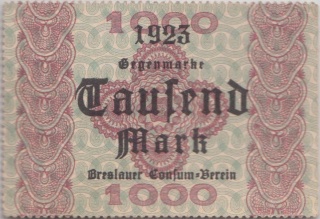 1000
1923
Gegenmarke
Tauſend
Mark
Breslauer Conſum-Verein
1000